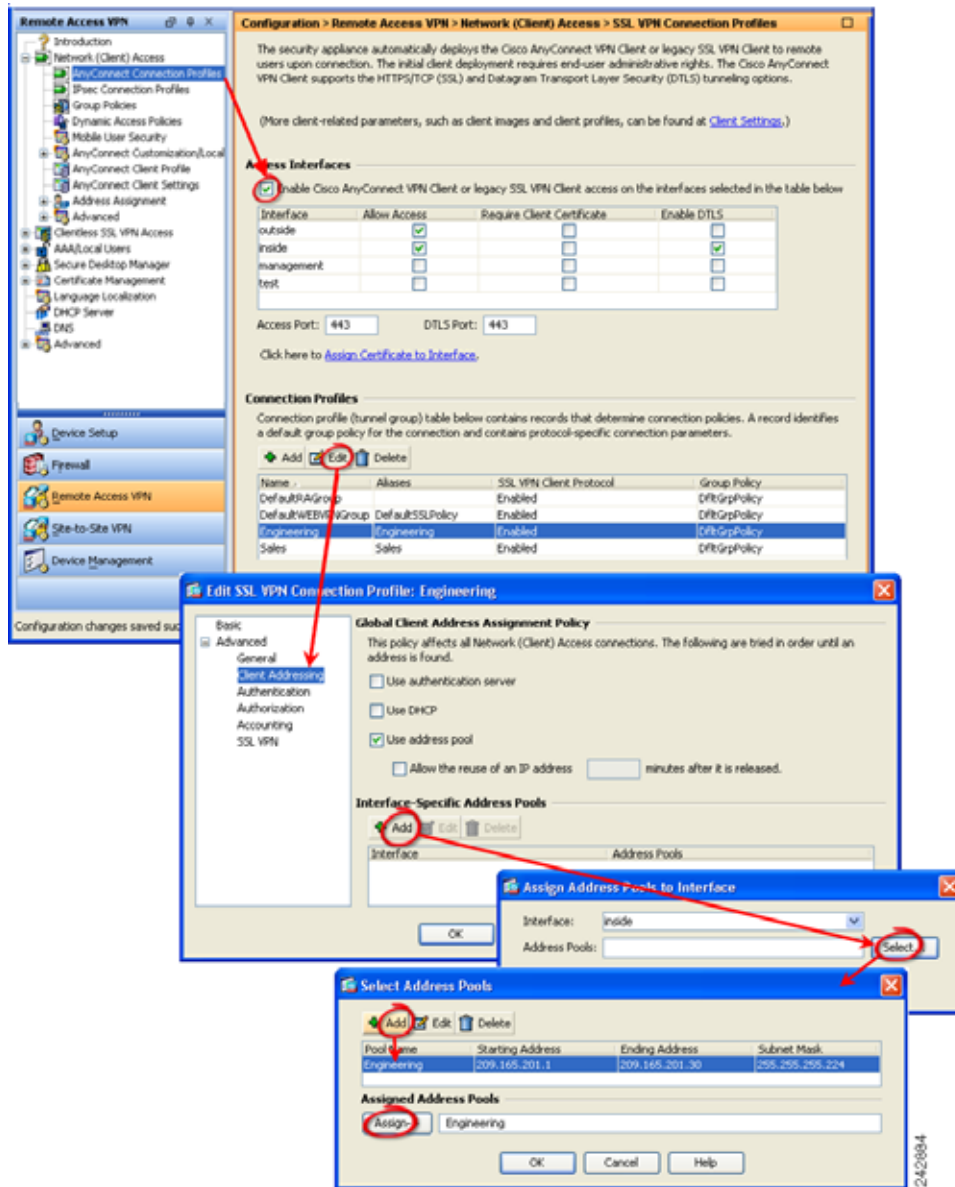 Remote Access VPN
Introduction
Network (Client) Access
AnyConnect Connection Profiles
IPsec Connection Profiles
Group Policies
Dynamic Access Policies
Mobile User Security
AnyConnect Customization/Local
AnyConnect Client Profile
AnyConnect Client Settings
Address Assignment
Advanced
Clientless SSL VPN Access
AAA/Local Users
Secure Desktop Manager
Certificate Management
Language Localization
DHCP Server
DNS
Advanced
Device Setup
Firewall
Remote Access VPN
Site-to-Site VPN
Device Management
Configuration changes saved suc
Configuration > Remote Access VPN > Network (Client) Access > SSL VPN Connection Profiles
The security appliance automatically deploys the Cisco AnyConnect VPN Client or legacy SSL VPN Client to remote
users upon connection. The initial client deployment requires end-user administrative rights. The Cisco AnyConnect
VPN Client supports the HTTPS/TCP (SSL) and Datagram Transport Layer Security (DTLS) tunneling options.
(More client-related parameters, such as client images and client profiles, can be found at Client Settings.)
Access Interfaces
Enable Cisco AnyConnect VPN Client or legacy SSL VPN Client access on the interfaces selected in the table below
Interface Allow Access Require Client Certificate Enable DTLS
outside
inside
management
test
Access Port: 443 DTLS Port: 443
Click here to Assign Certificate to Interface.
Connection Profiles
Connection profile (tunnel group) table below contains records that determine connection policies. A record identifies
a default group policy for the connection and contains protocol-specific connection parameters.
Add Edit Delete
Name Aliases SSL VPN Client Protocol Group Policy
DefaultRAGroup Enabled DfltGrpPolicy
DefaultWEBVPNGroup DefaultSSLPolicy Enabled DfltGrpPolicy
Engineering Engineering Enabled DfltGrpPolicy
Sales Sales Enabled DfltGrpPolicy
Edit SSL VPN Connection Profile: Engineering
Basic
Advanced
General
Client Addressing
Authentication
Authorization
Accounting
SSL VPN
Global Client Address Assignment Policy
This policy affects all Network (Client) Access connections. The following are tried in order until an
address is found.
Use authentication server
Use DHCP
Use address pool
Allow the reuse of an IP address minutes after it is released.
Interface-Specific Address Pools
Add Edit Delete
Interface Address Pools
OK
Assign Address Pools to Interface
Interface: inside
Address Pools: Select...
Select Address Pools
Add Edit Delete
Pool Name Starting Address Ending Address Subnet Mask
Engineering 209.165.201.1 209.165.201.30 255.255.255.224
Assigned Address Pools
Assign-> Engineering
OK Cancel Help
242884